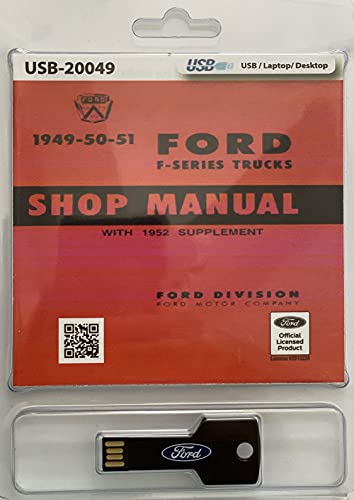 USB-20049
USB
USB / Laptop/ Desktop
FORD
1949-50-51
FORD
F-SERIES TRUCKS
SHOP MANUAL
WITH 1952 SUPPLEMENT
FORD DIVISION
FORD MOTOR COMPANY
Ford
Official
Licensed
Product
Ford